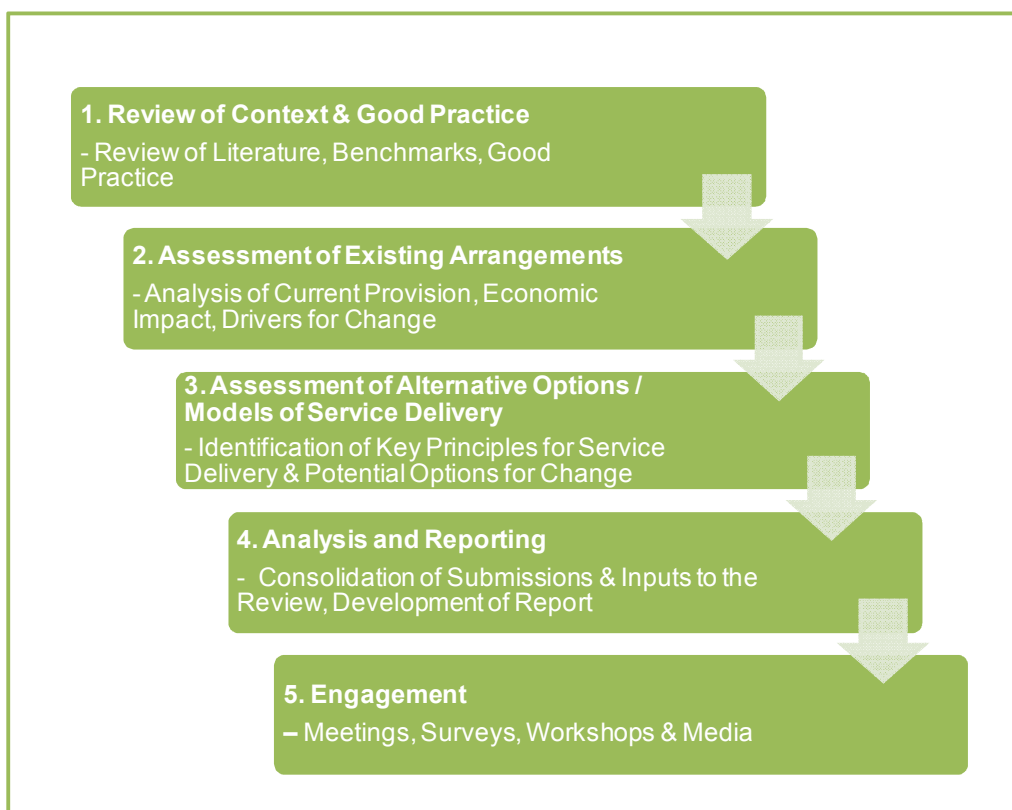 1. Review of Context & Good Practice
- Review of Literature, Benchmarks, Good
Practice
2. Assessment of Existing Arrangements
- Analysis of Current Provision, Economic
Impact, Drivers for Change
3. Assessment of Alternative Options /
Models of Service Delivery
- Identification of Key Principles for Service
Delivery & Potential Options for Change
4. Analysis and Reporting
- Consolidation of Submissions & Inputs to the
Review, Development of Report
5. Engagement
– Meetings, Surveys, Workshops & Media